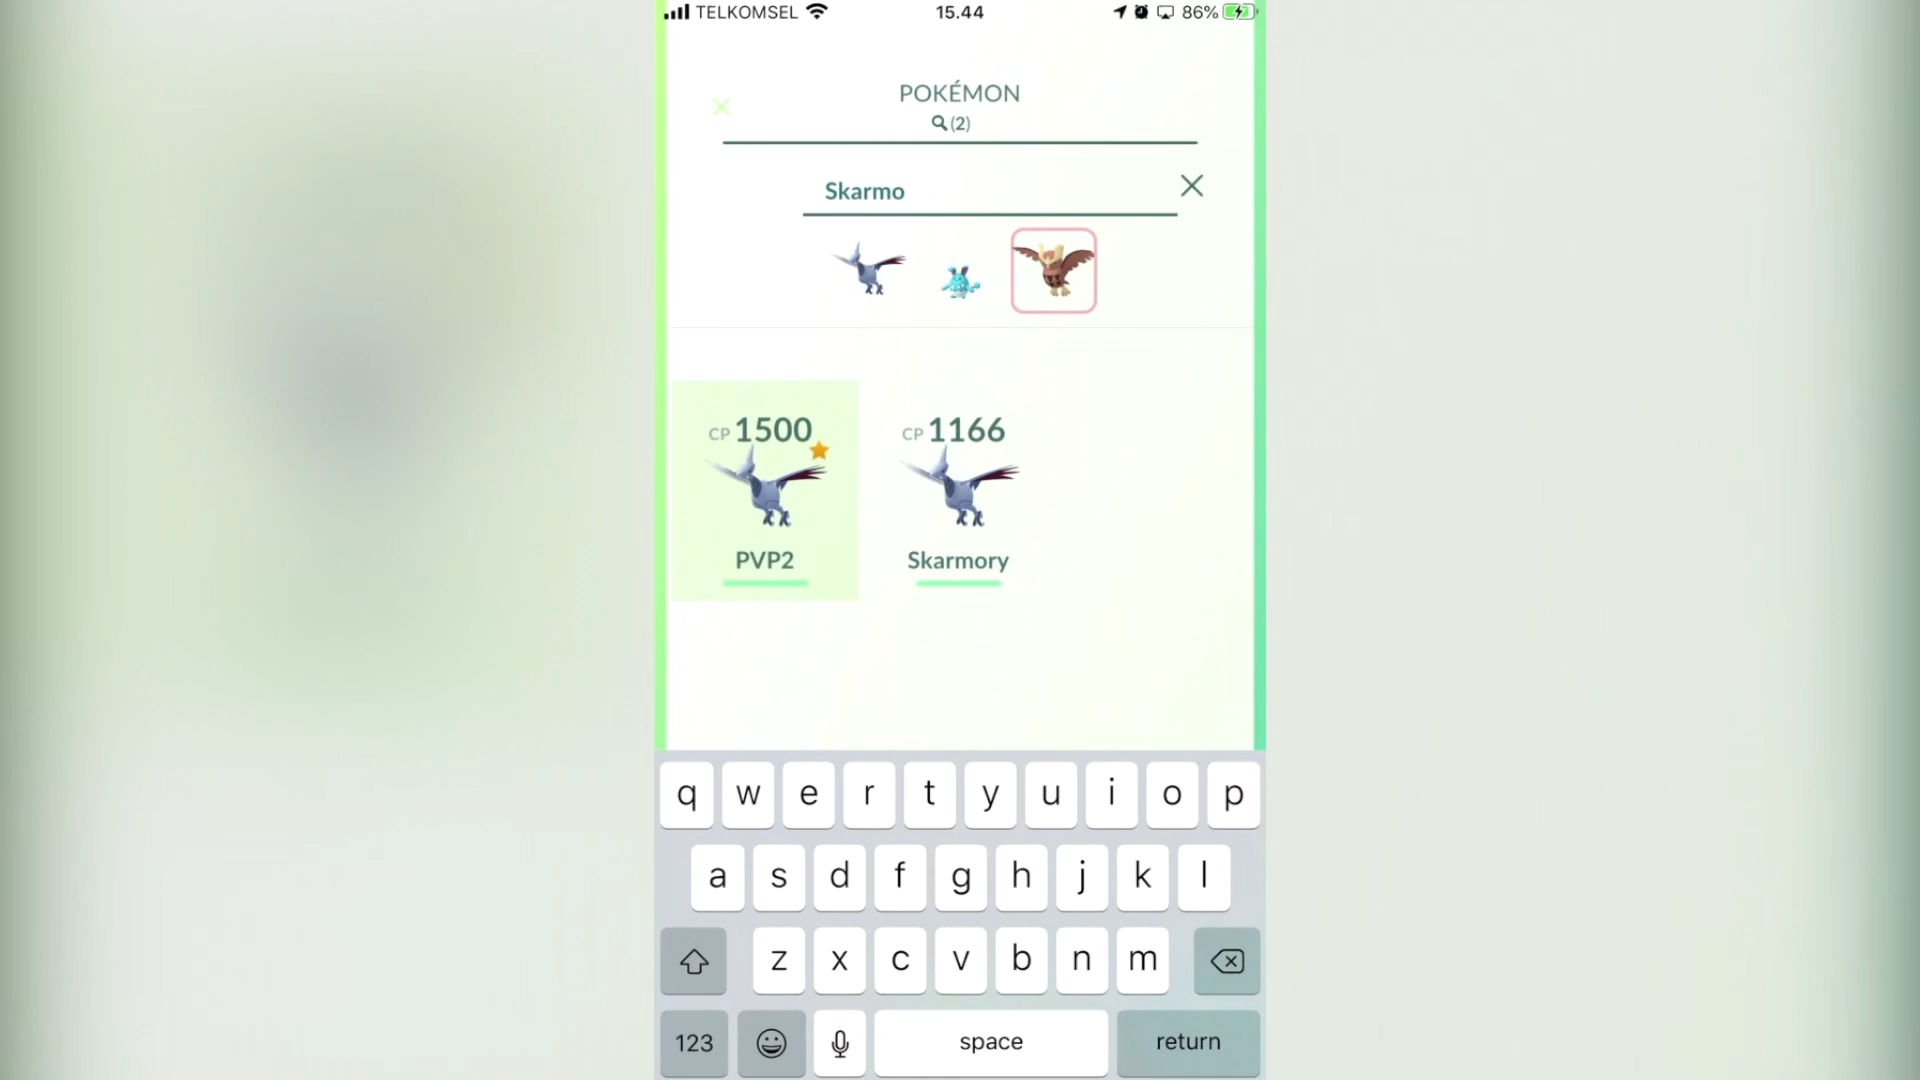 TELKOMSEL 15.44 86%
POKÉMON
(2)
Skarmo
CP 1500 CP 1166
PVP2 Skarmory
q w e r t y u i o p
a s d f g h j k l
z x c v b n m
123 space return